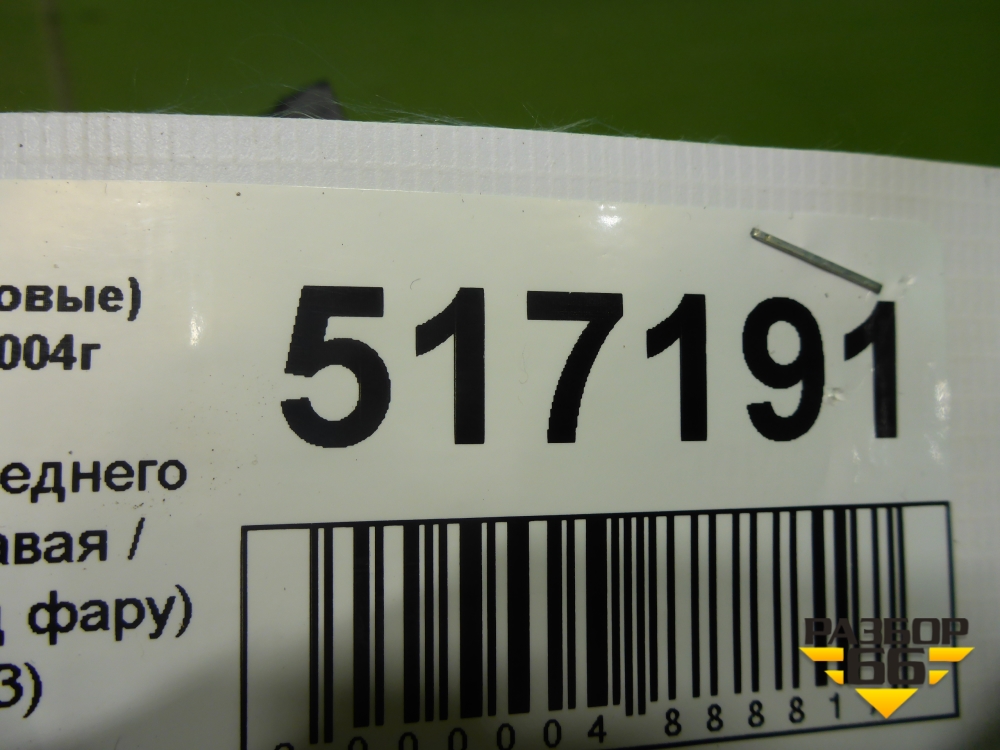 овые)
004г
517191
еднего
авая /
фару)
3)
000004 88881
РАЗБОР
66